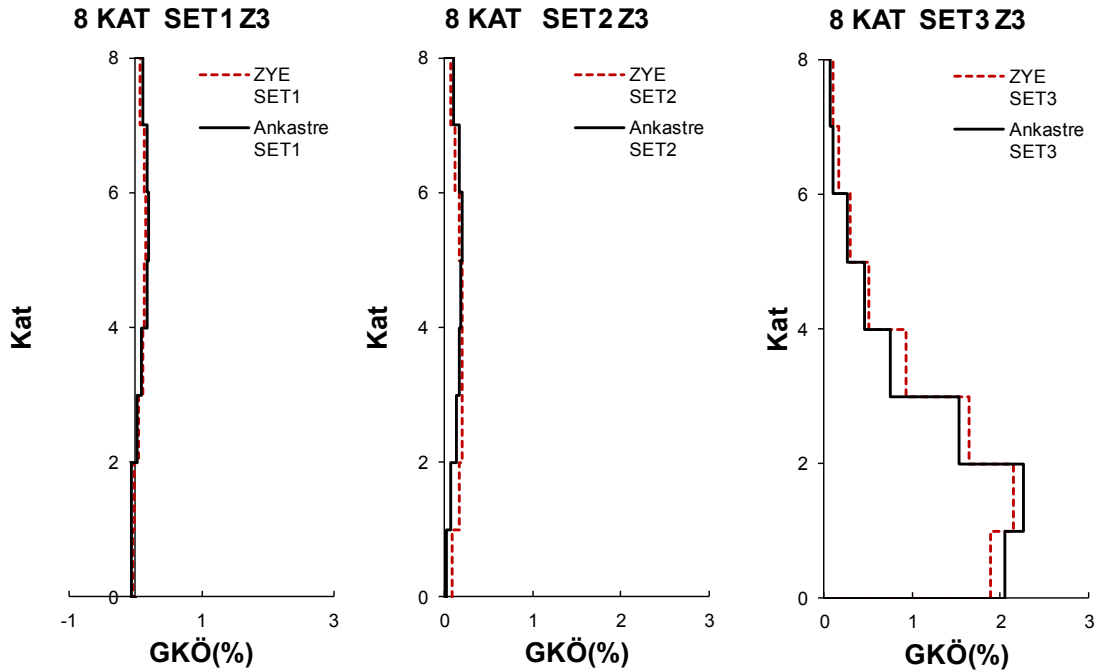 8 KAT SET1 Z3
ZYE
SET1
Ankastre
SET1
8
6
4
2
0
Kat
-1
1
3
GKÖ(%)
8 KAT SET2 Z3
ZYE
SET2
Ankastre
SET2
8
6
4
2
0
Kat
0
1
2
3
GKÖ(%)
8 KAT SET3 Z3
ZYE
SET3
Ankastre
SET3
8
6
4
2
0
Kat
0
1
2
3
GKÖ(%)